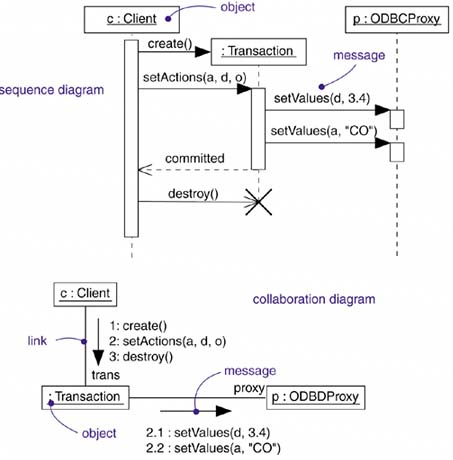 c : Client
object
p : ODBCProxy
create()
: Transaction
message
setActions(a, d, o)
sequence diagram
setValues(d, 3.4)
setValues(a, "CO")
committed
destroy()
c : Client
collaboration diagram
1: create()
link
2: setActions(a, d, o)
3: destroy()
message
trans
proxy
: Transaction
p : ODBDProxy
object
2.1 : setValues(d, 3.4)
2.2 : setValues(a, "CO")